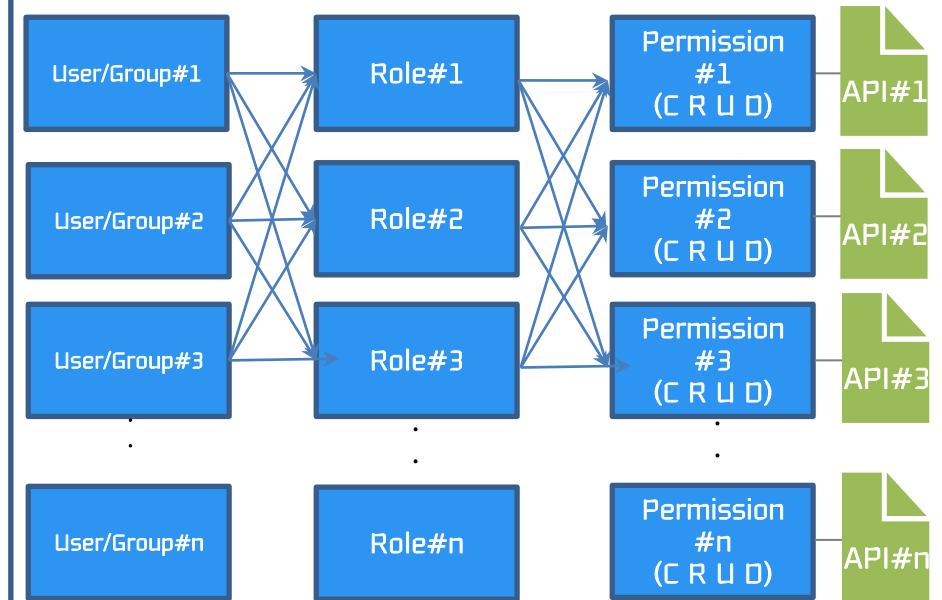 User/Group#1
Role#1
Permission
#1
(C R U D)
API#1
User/Group#2
Role#2
Permission
#2
(C R U D)
API#2
User/Group#3
Role#3
Permission
#3
(C R U D)
API#3
User/Group#n
Role#n
Permission
#n
(C R U D)
API#n